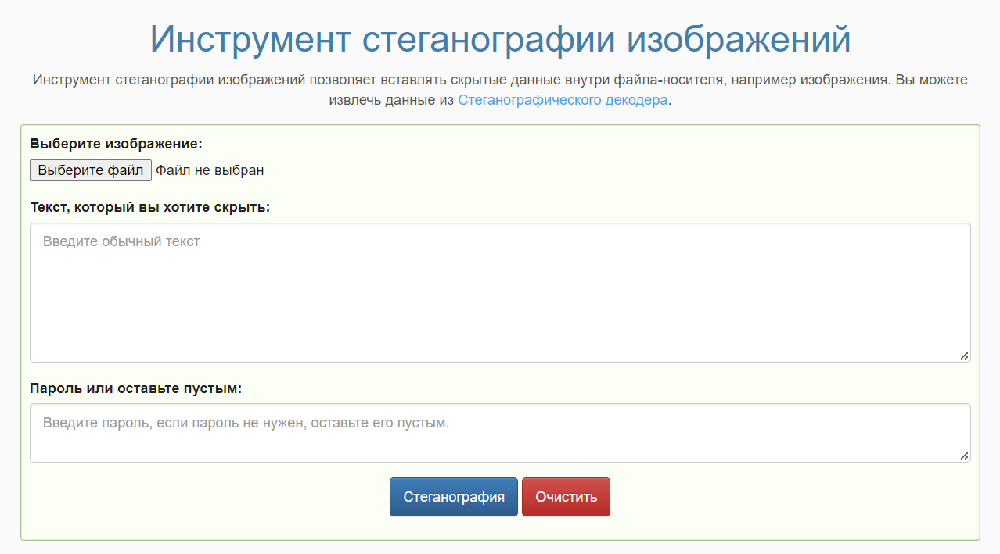 Инструмент стеганографии изображений
Инструмент стеганографии изображений позволяет вставлять скрытые данные внутри файла-носителя, например изображения. Вы можете
извлечь данные из Стеганографического декодера.
Выберите изображение:
Выберите файл Файл не выбран
Текст, который вы хотите скрыть:
Введите обычный текст
Пароль или оставьте пустым:
Введите пароль, если пароль не нужен, оставьте его пустым.
Стеганография Очистить